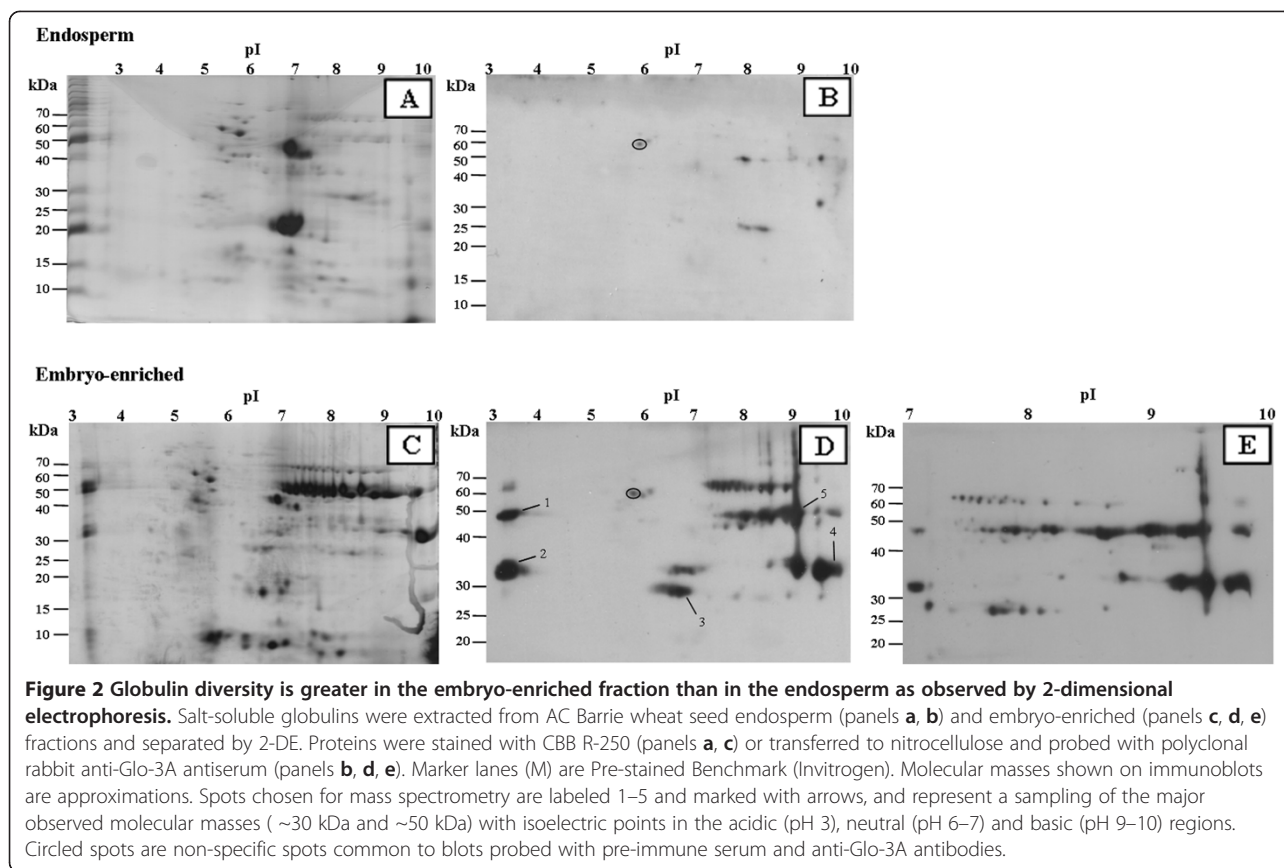 Endosperm
pI
3 4 5 6 7 8 9 10
kDa
70
60
50
40
30
25
20
15
10
A
3 4 5 6 7 8 9 10
kDa
70
60
50
40
30
25
20
15
10
B
Embryo-enriched
pI
3 4 5 6 7 8 9 10
kDa
70
60
50
40
30
25
20
15
10
C
pI
3 4 5 6 7 8 9 10
kDa
70
60
50
40
30
25
20
D
1
2
3
4
5
pI
7 8 9 10
kDa
70
60
50
40
30
25
20
E
Figure 2 Globulin diversity is greater in the embryo-enriched fraction than in the endosperm as observed by 2-dimensional
electrophoresis. Salt-soluble globulins were extracted from AC Barrie wheat seed endosperm (panels a, b) and embryo-enriched (panels c, d, e)
fractions and separated by 2-DE. Proteins were stained with CBB R-250 (panels a, c) or transferred to nitrocellulose and probed with polyclonal
rabbit anti-Glo-3A antiserum (panels b, d, e). Marker lanes (M) are Pre-stained Benchmark (Invitrogen). Molecular masses shown on immunoblots
are approximations. Spots chosen for mass spectrometry are labeled 1–5 and marked with arrows, and represent a sampling of the major
observed molecular masses ( ~30 kDa and ~50 kDa) with isoelectric points in the acidic (pH 3), neutral (pH 6–7) and basic (pH 9–10) regions.
Circled spots are non-specific spots common to blots probed with pre-immune serum and anti-Glo-3A antibodies.